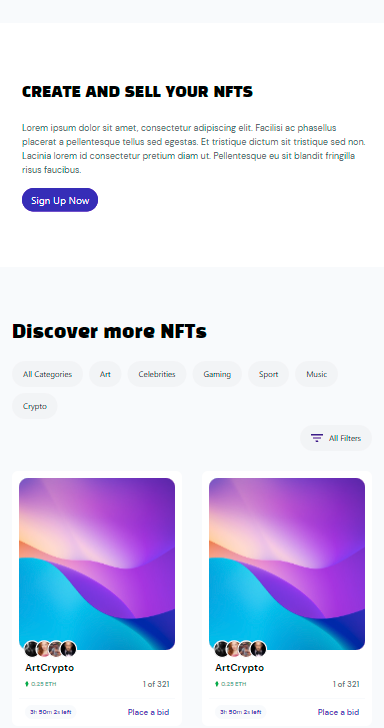 CREATE AND SELL YOUR NFTS
Lorem ipsum dolor sit amet, consectetur adipiscing elit. Facilisi ac phasellus
placerat a pellentesque tellus sed egestas. Et tristique dictum sit tristique sed non.
Lacinia lorem id consectetur pretium diam ut. Pellentesque eu sit blandit fringilla
risus faucibus.
Sign Up Now
Discover more NFTs
All Categories Art Celebrities Gaming Sport Music
Crypto
All Filters
ArtCrypto ArtCrypto
0.25 ETH 1 of 321 0.25 ETH 1 of 321
3h 50m 2s left Place a bid 3h 50m 2s left Place a bid